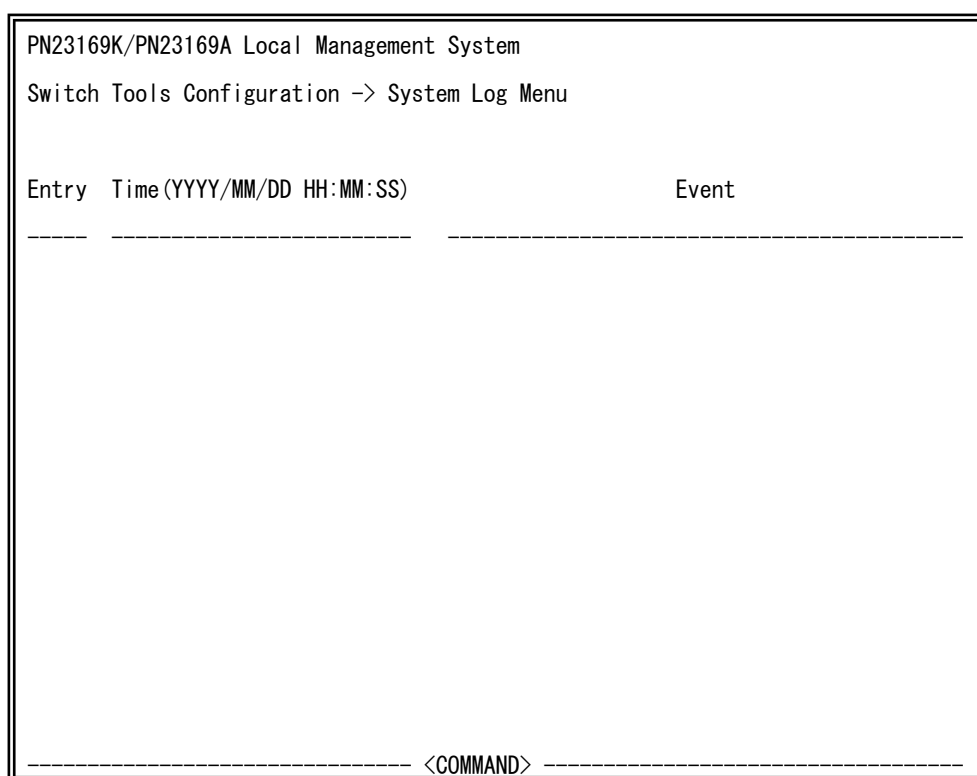 PN23169K/PN23169A Local Management System
Switch Tools Configuration -> System Log Menu
Entry  Time(YYYY/MM/DD HH:MM:SS)                      Event
-----  -------------------------   -------------------------------------------
-------------------------------- <COMMAND> -----------------------------------